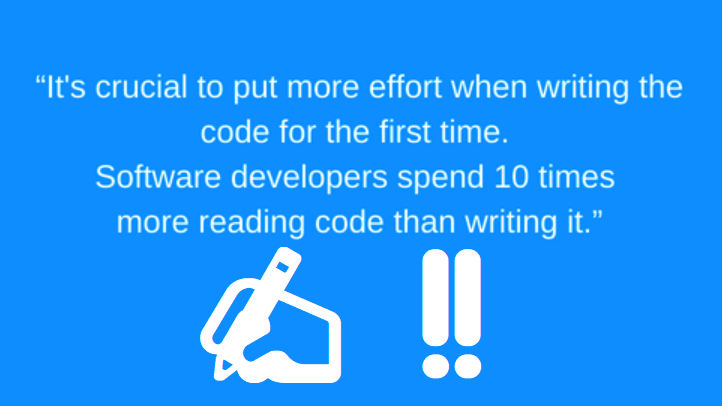 “It's crucial to put more effort when writing the
code for the first time.
Software developers spend 10 times
more reading code than writing it.”
‼